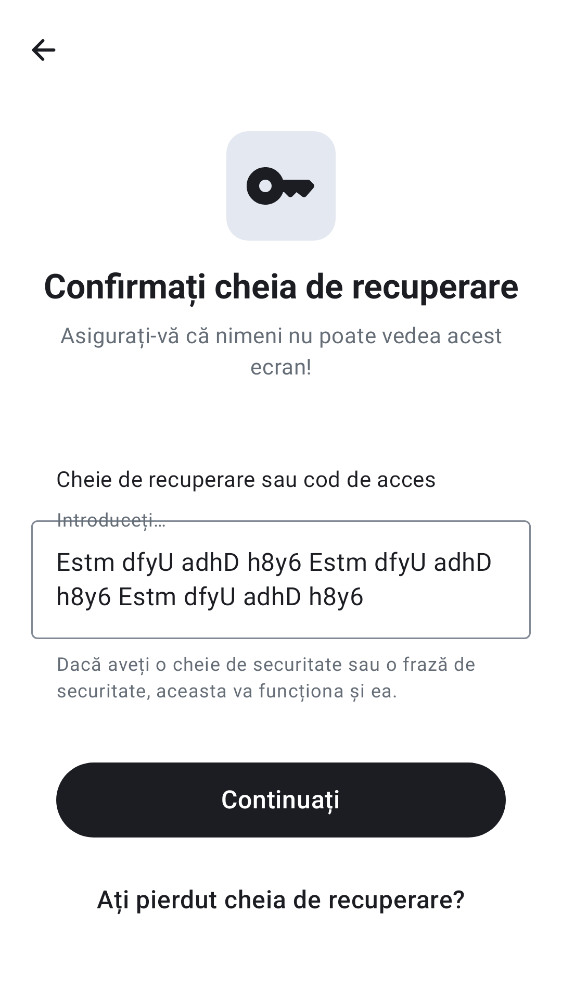 Confirmați cheia de recuperare
Asigurați-vă că nimeni nu poate vedea acest
ecran!
Cheie de recuperare sau cod de acces
Introduceți…
Estm dfyU adhD h8y6 Estm dfyU adhD
h8y6 Estm dfyU adhD h8y6
Dacă aveți o cheie de securitate sau o frază de
securitate, aceasta va funcționa și ea.
Continuați
Ați pierdut cheia de recuperare?